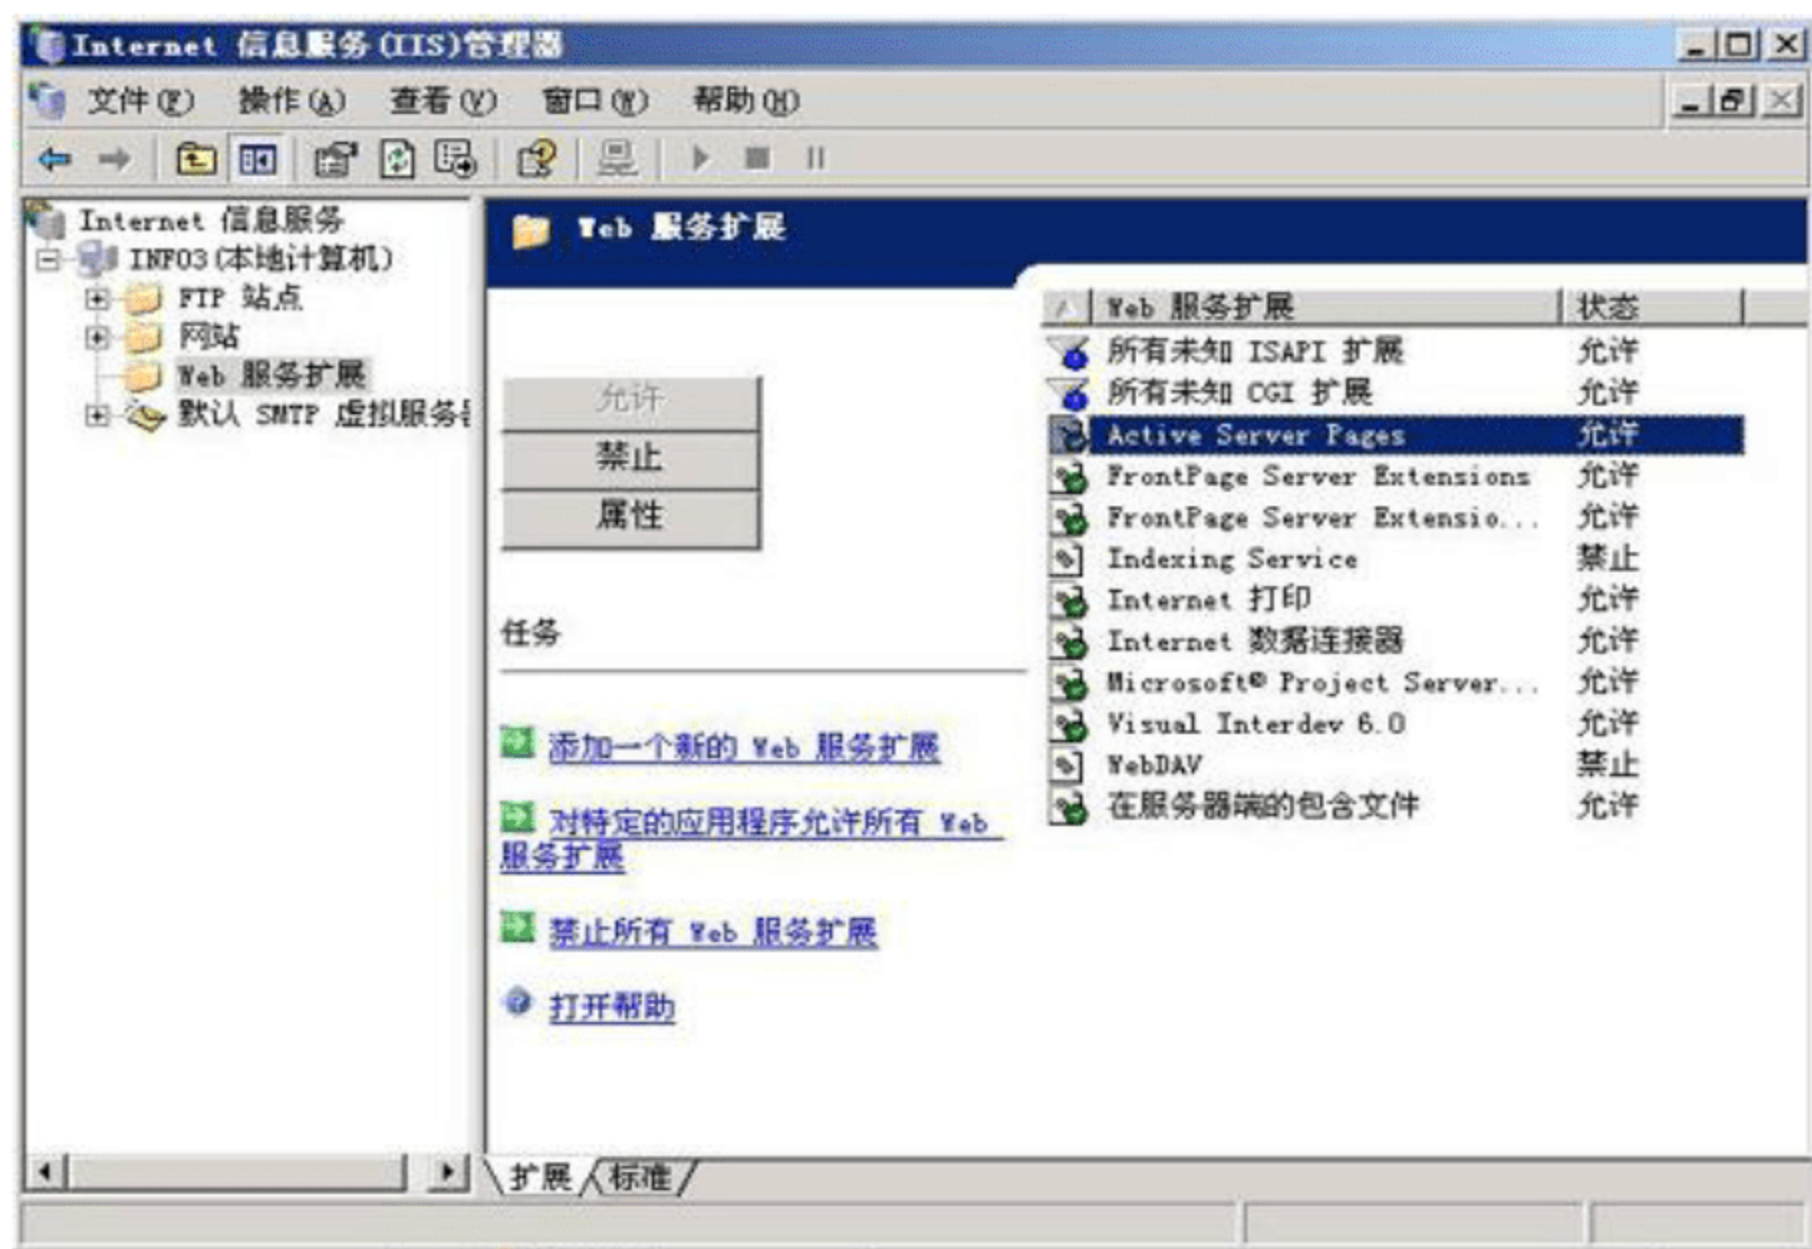 Internet 信息服务(IIS)管理器
文件(F) 操作(A) 查看(V) 窗口(W) 帮助(H)
Internet 信息服务
INFO3(本地计算机)
FTP 站点
网站
Web 服务扩展
默认 SMTP 虚拟服务器
Web 服务扩展
允许
禁止
属性
任务
添加一个新的 Web 服务扩展
对特定的应用程序允许所有 Web
服务扩展
禁止所有 Web 服务扩展
打开帮助
Web 服务扩展 状态
所有未知 ISAPI 扩展 允许
所有未知 CGI 扩展 允许
Active Server Pages 允许
FrontPage Server Extensions 允许
FrontPage Server Extensio... 允许
Indexing Service 禁止
Internet 打印 允许
Internet 数据连接器 允许
Microsoft® Project Server... 允许
Visual Interdev 6.0 允许
WebDAV 禁止
在服务器端的包含文件 允许
扩展 标准